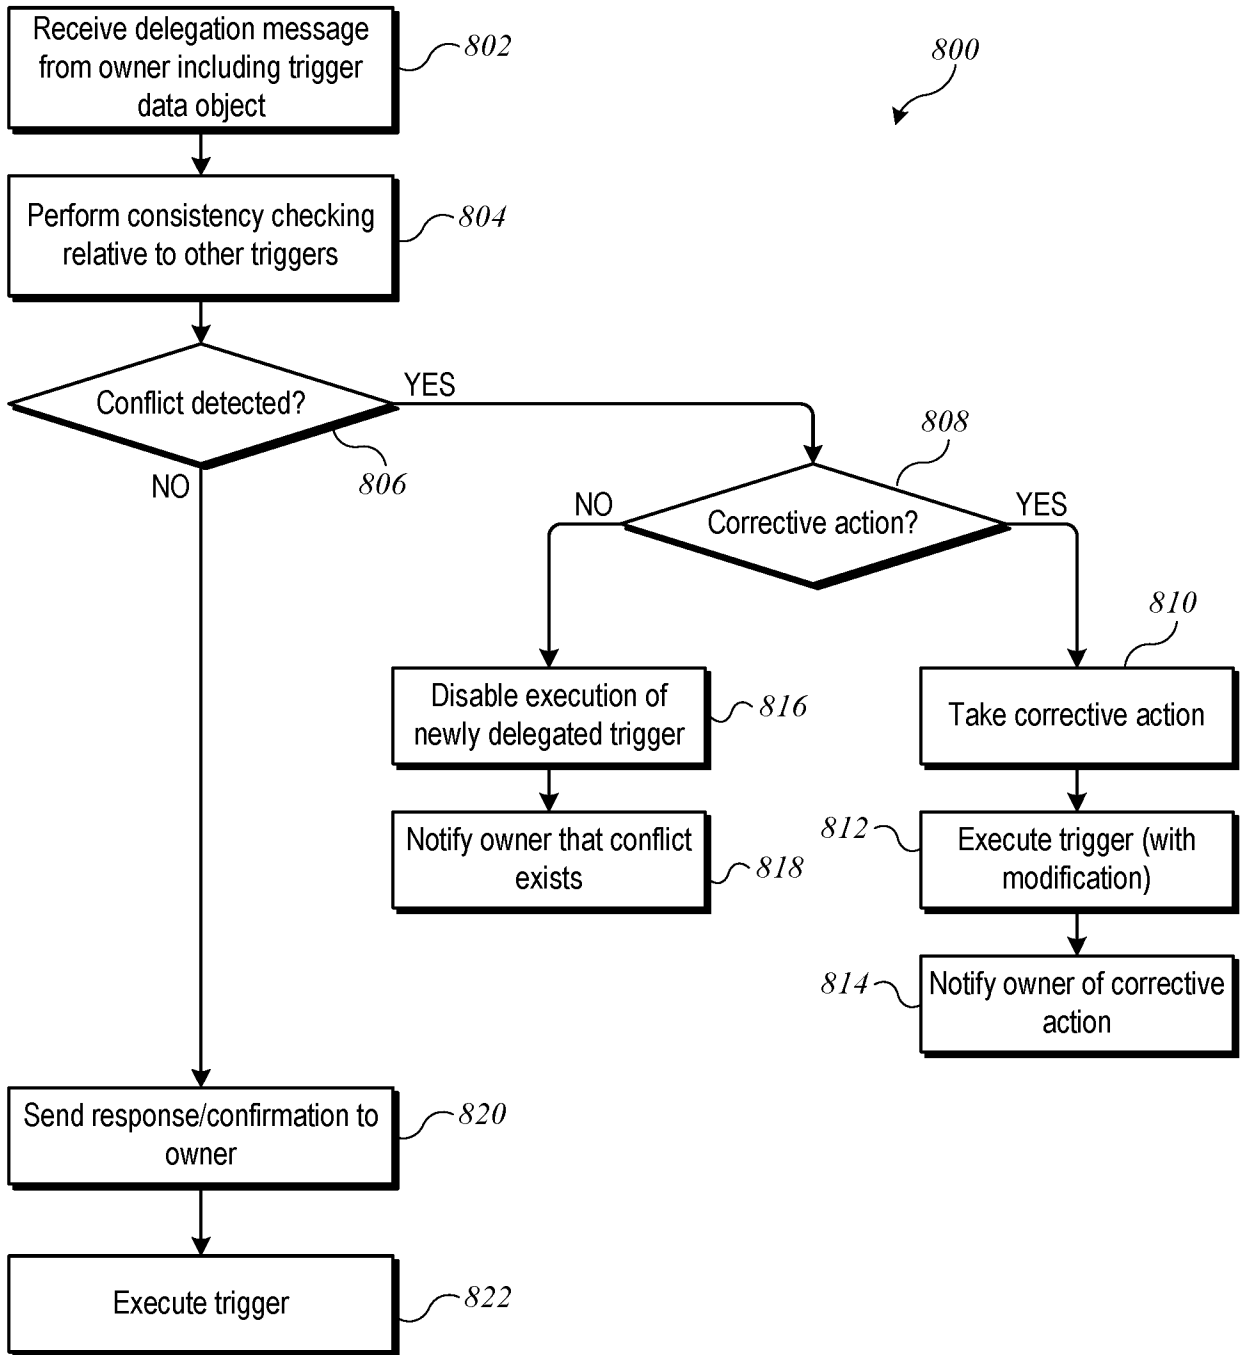 Receive delegation message
from owner including trigger
data object
802
800
Perform consistency checking
relative to other triggers
804
Conflict detected?
YES
806
NO
808
Corrective action?
NO
YES
810
Disable execution of
newly delegated trigger
816
Take corrective action
Notify owner that conflict
exists
818
812
Execute trigger (with
modification)
814
Notify owner of corrective
action
Send response/confirmation to
owner
820
Execute trigger
822